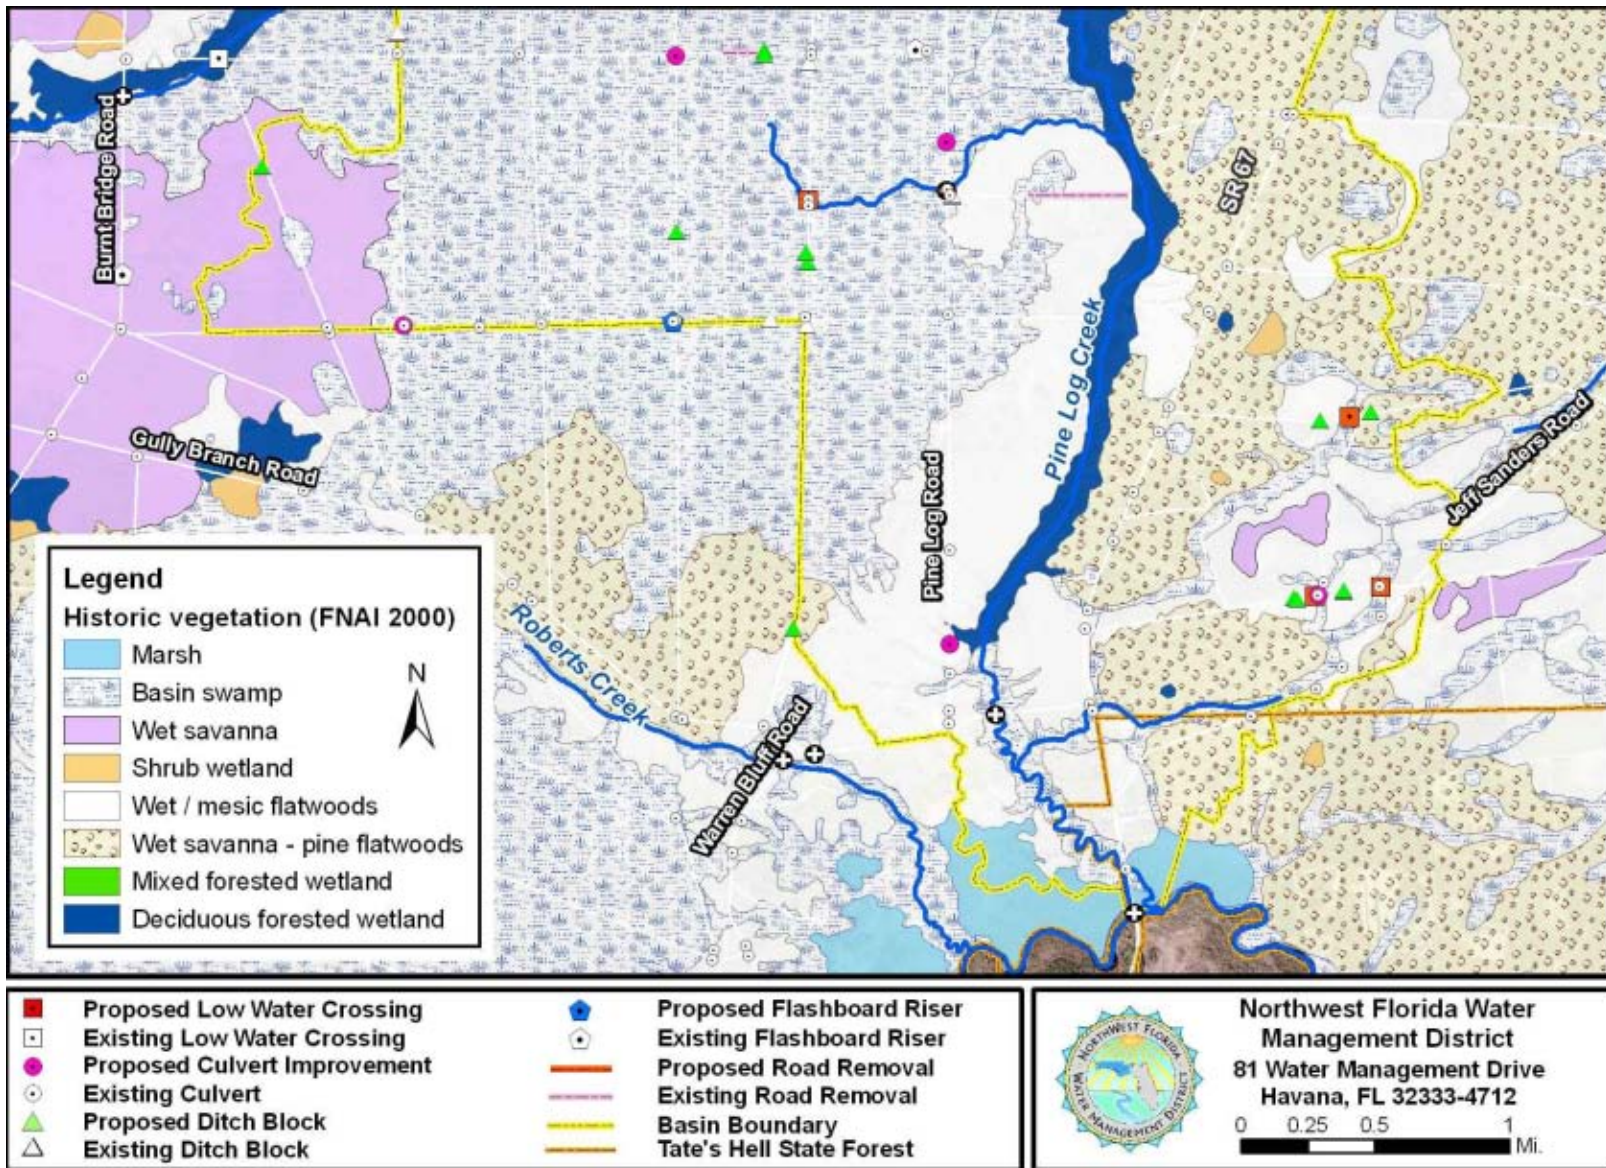 Burnt Bridge Road
SR 67
Pine Log Creek
Gully Branch Road
Pine Log Road
Jeff Sanders Road
Roberts Creek
Warren Bluff Road
Legend
Historic vegetation (FNAI 2000)
Marsh
Basin swamp
Wet savanna
Shrub wetland
Wet / mesic flatwoods
Wet savanna - pine flatwoods
Mixed forested wetland
Deciduous forested wetland
N
Proposed Low Water Crossing
Existing Low Water Crossing
Proposed Culvert Improvement
Existing Culvert
Proposed Ditch Block
Existing Ditch Block
Proposed Flashboard Riser
Existing Flashboard Riser
Proposed Road Removal
Existing Road Removal
Basin Boundary
Tate's Hell State Forest
NORTHWEST FLORIDA
WATER MANAGEMENT DISTRICT
Northwest Florida Water
Management District
81 Water Management Drive
Havana, FL 32333-4712
0 0.25 0.5 1
Mi.